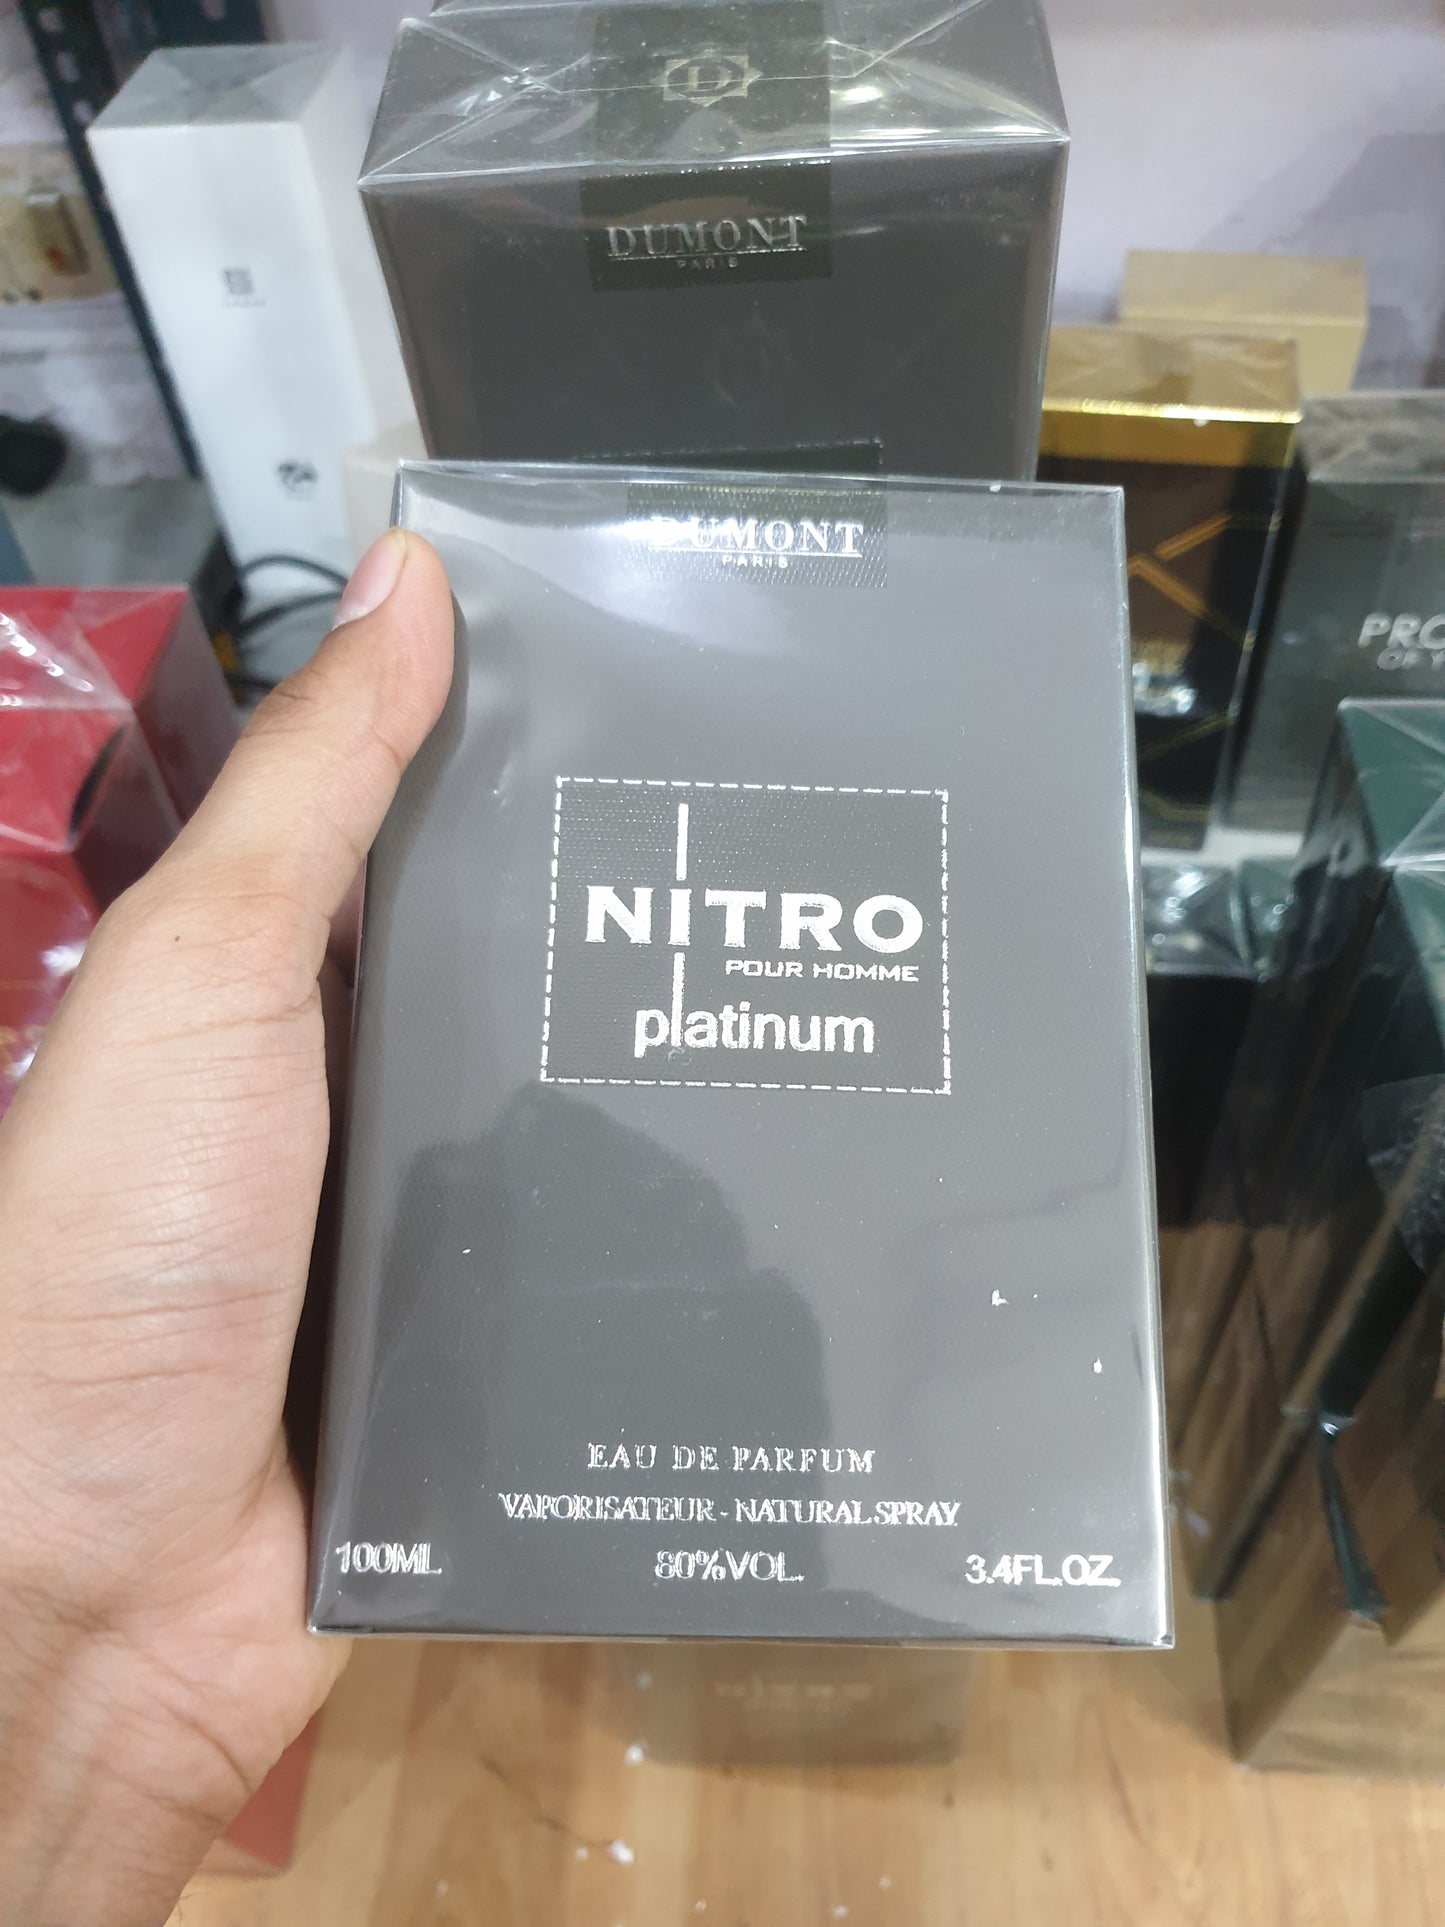 D
DUMONT
PARIS
DUMONT
PARIS
NITRO
POUR HOMME
platinum
EAU DE PARFUM
VAPORISATEUR - NATURAL SPRAY
100ML 80%VOL. 3.4FL.OZ.